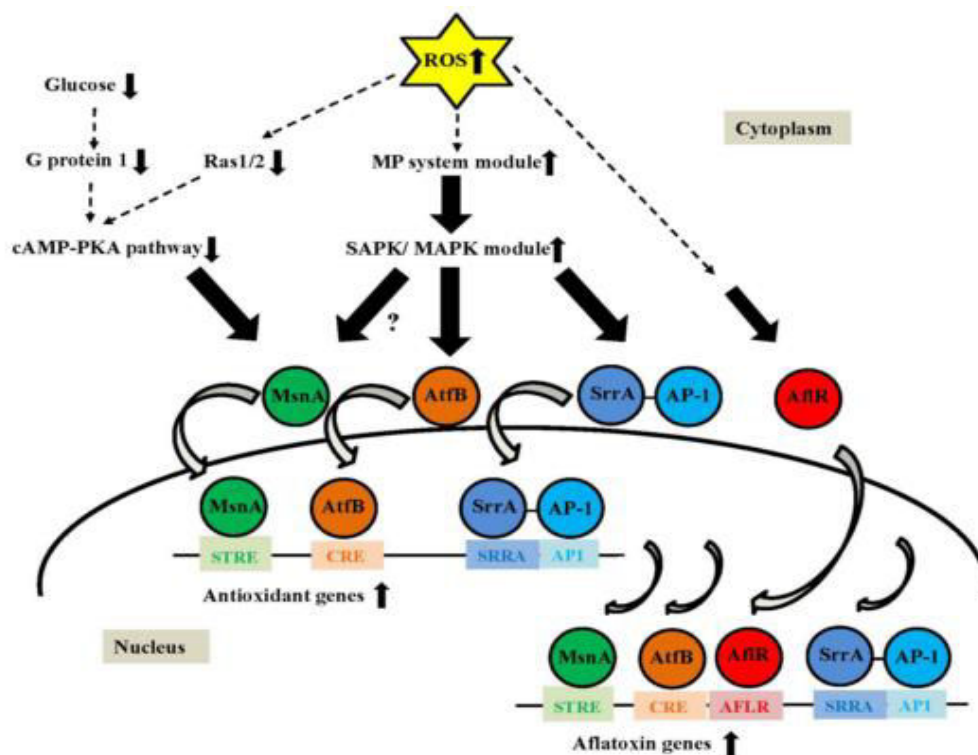 ROS
Glucose
Cytoplasm
G protein 1
Ras1/2
MP system module
cAMP-PKA pathway
SAPK/ MAPK module
?
MsnA
AtfB
SrrA
AP-1
AflR
MsnA
AtfB
SrrA
AP-1
STRE
CRE
SRRA
AP1
Antioxidant genes
Nucleus
MsnA
AtfB
AflR
SrrA
AP-1
STRE
CRE
AFLR
SRRA
AP1
Aflatoxin genes